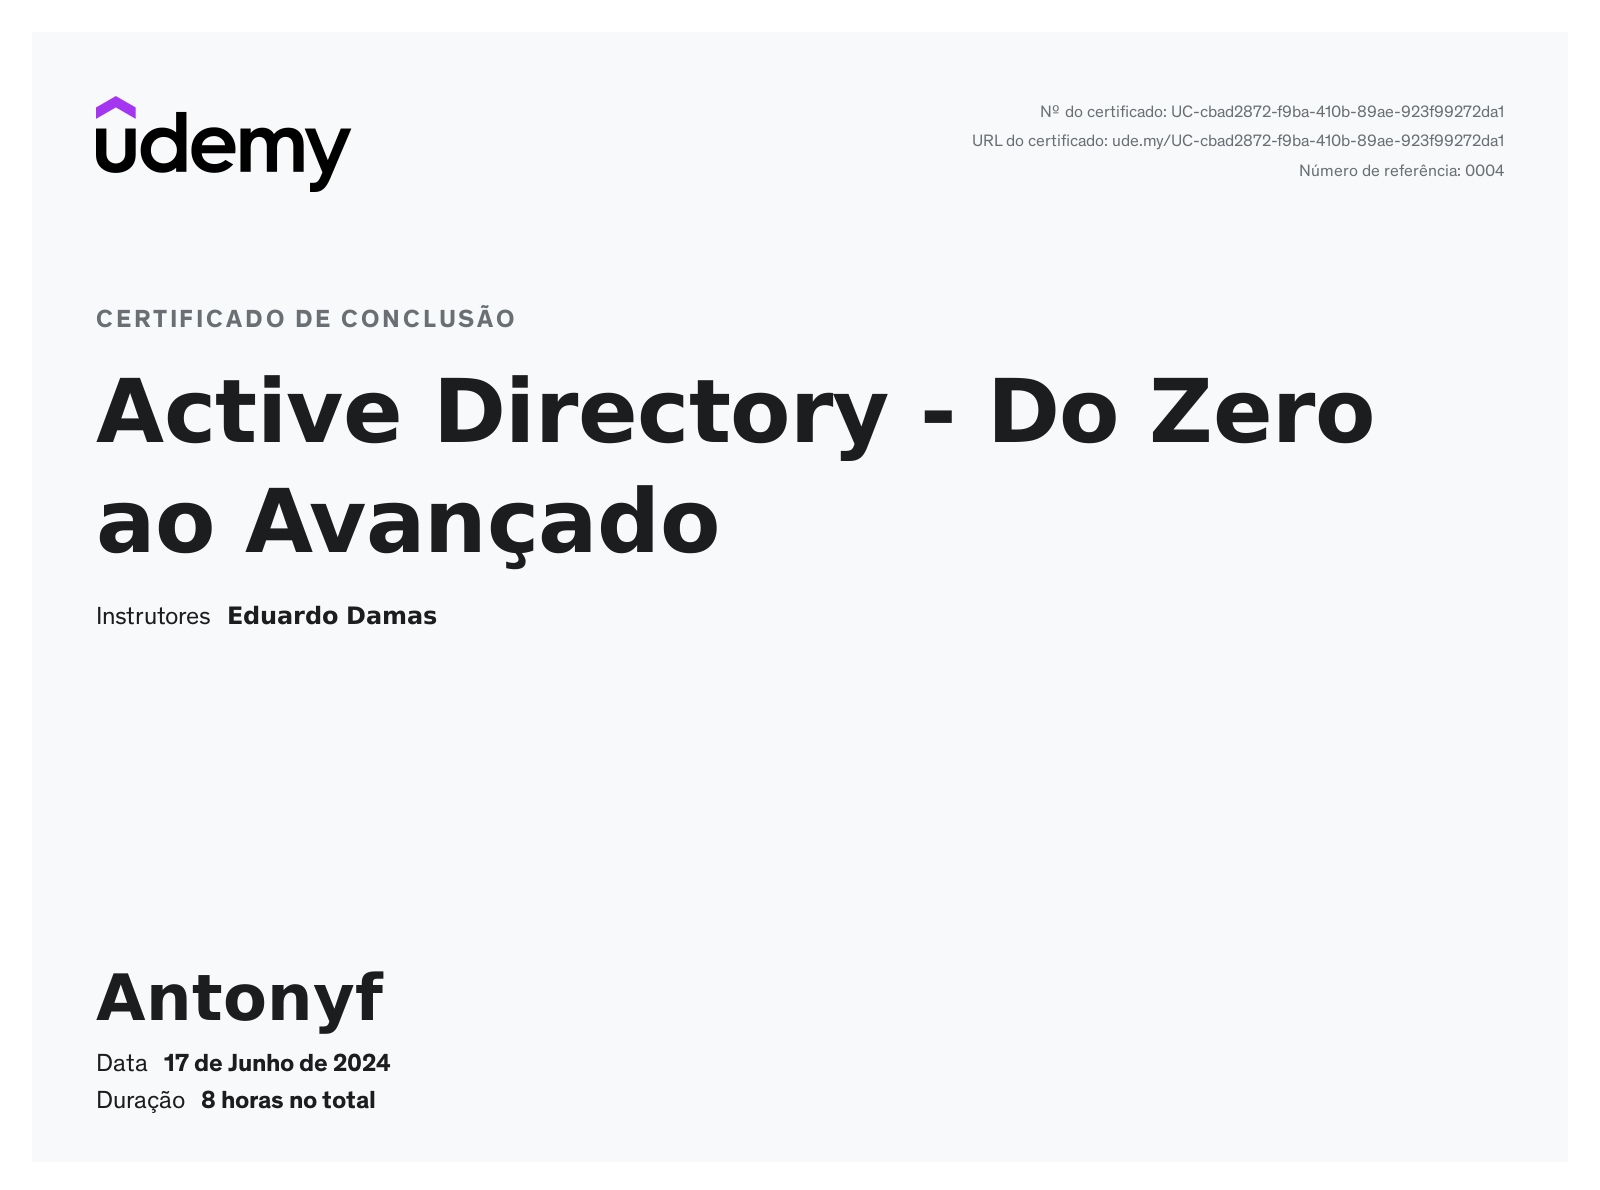 udemy
Nº do certificado: UC-cbad2872-f9ba-410b-89ae-923f99272da1
URL do certificado: ude.my/UC-cbad2872-f9ba-410b-89ae-923f99272da1
Número de referência: 0004
CERTIFICADO DE CONCLUSÃO
Active Directory - Do Zero
ao Avançado
Instrutores Eduardo Damas
Antonyf
Data 17 de Junho de 2024
Duração 8 horas no total